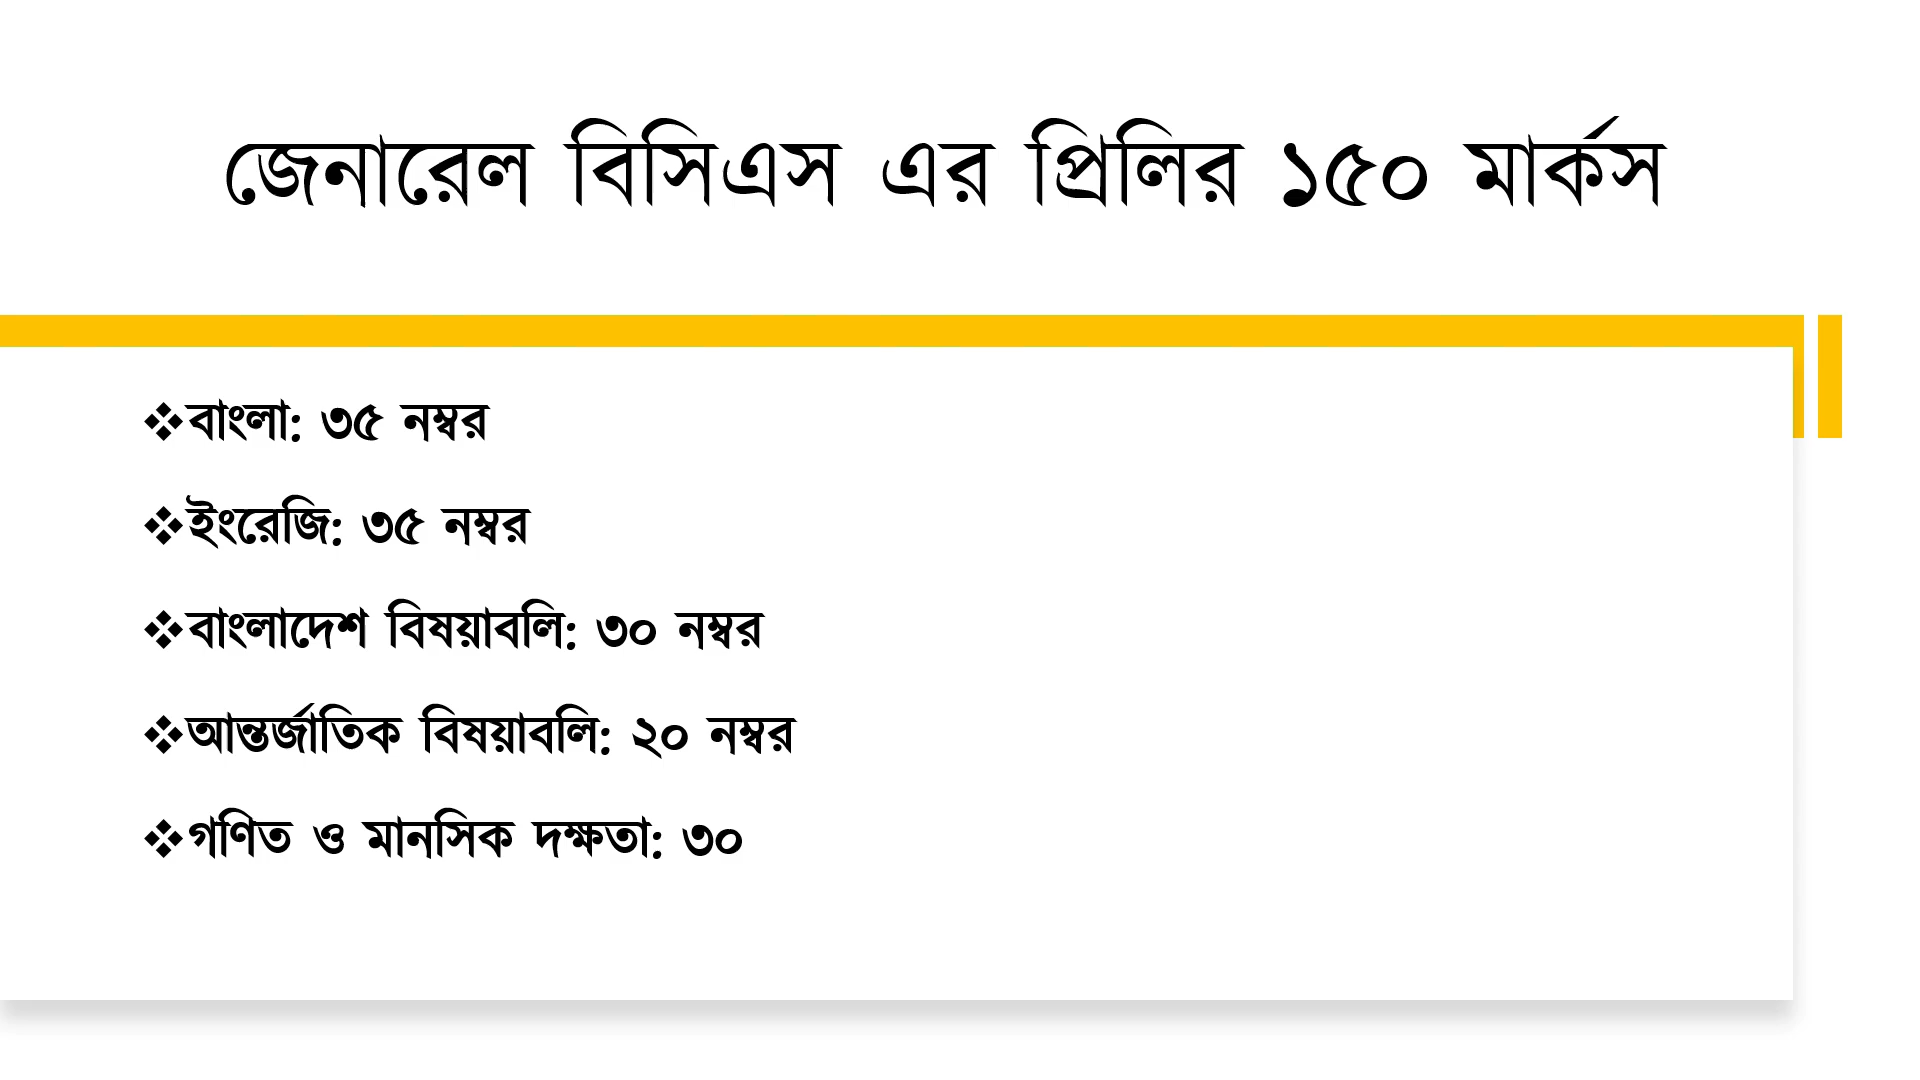 জেনারেল বিসিএস এর প্রিলির ১৫০ মার্কস
❖বাংলা: ৩৫ নম্বর
❖ইংরেজি: ৩৫ নম্বর
❖বাংলাদেশ বিষয়াবলি: ৩০ নম্বর
❖আন্তর্জাতিক বিষয়াবলি: ২০ নম্বর
❖গণিত ও মানসিক দক্ষতা: ৩০